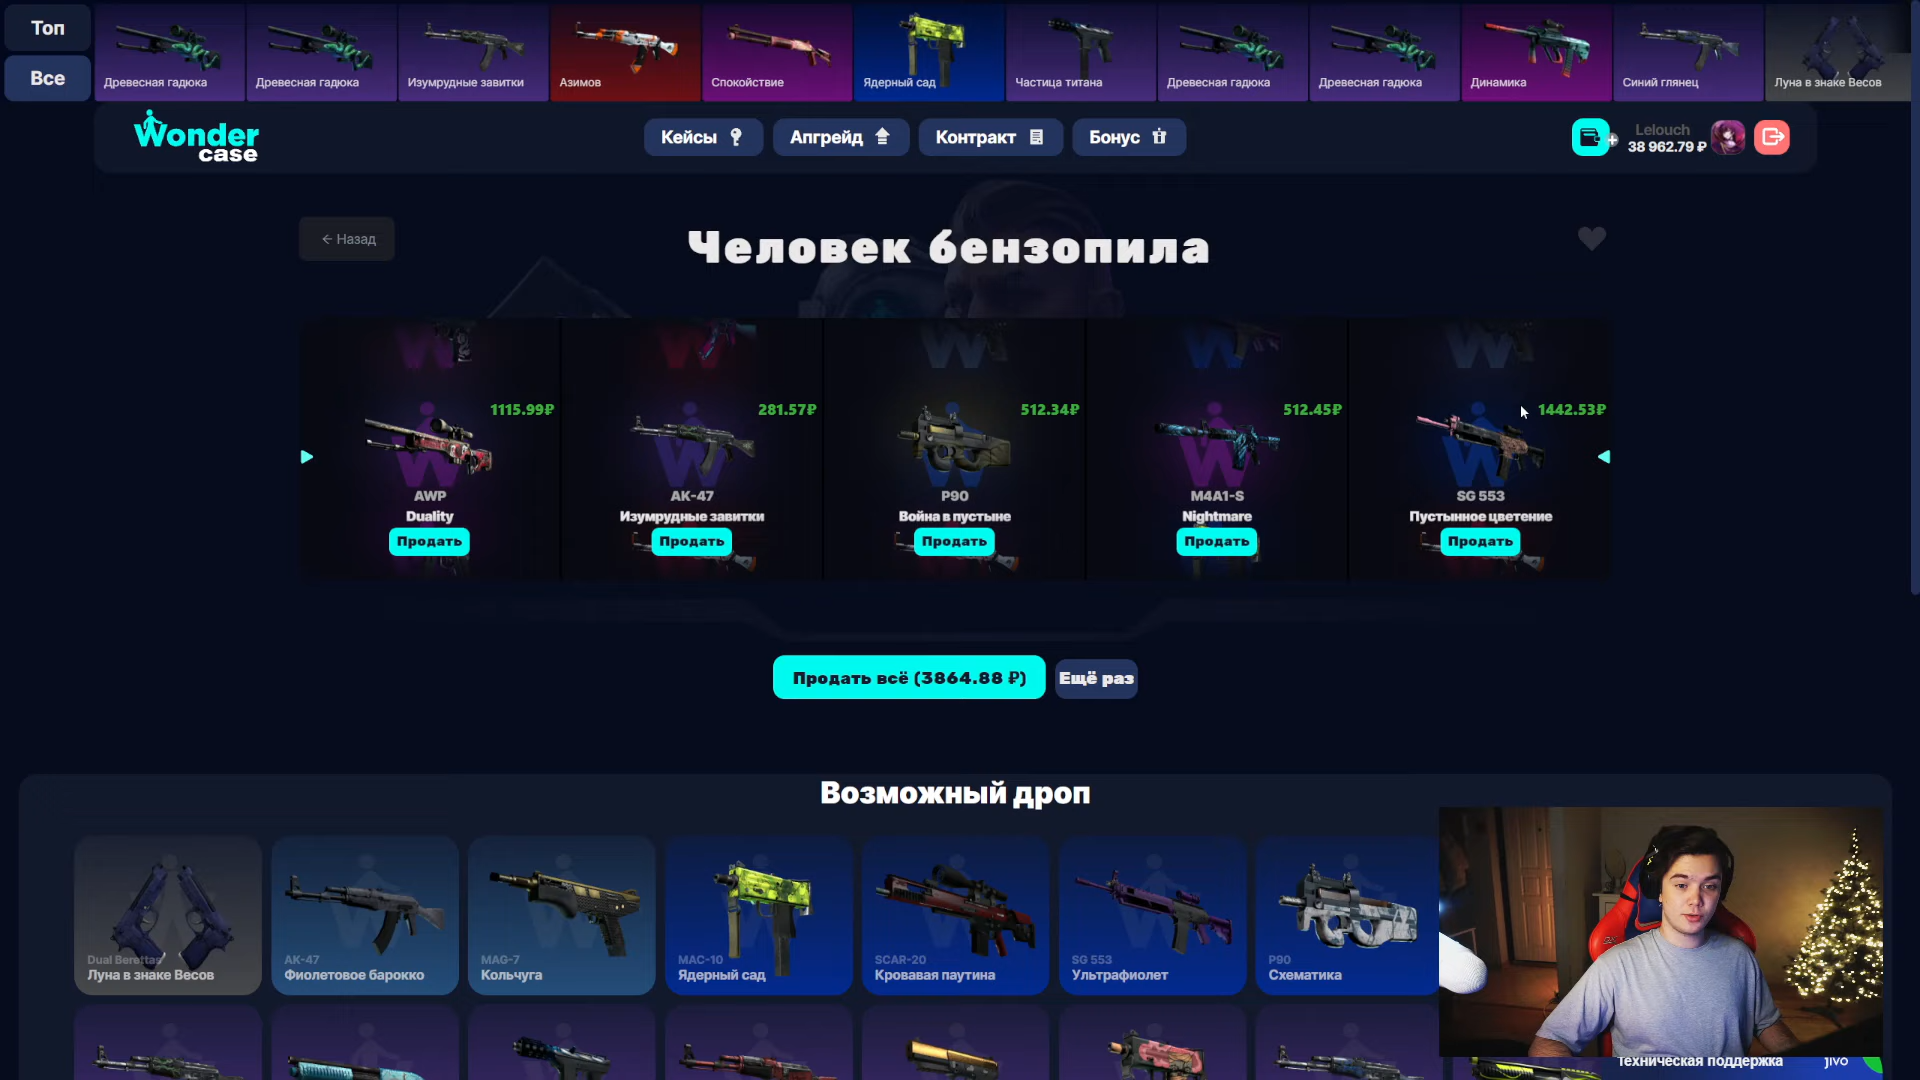 Топ
Все
Древесная гадюка
Древесная гадюка
Изумрудные завитки
Азимов
Спокойствие
Ядерный сад
Частица титана
Древесная гадюка
Древесная гадюка
Динамика
Синий глянец
Луна в знаке Весов
Wonder
case
Кейсы
Апгрейд
Контракт
Бонус
Lelouch
38 962.79 ₽
← Назад
Человек бензопила
1115.99₽
281.57₽
512.34₽
512.45₽
1442.53₽
AWP
AK-47
P90
M4A1-S
SG 553
Duality
Изумрудные завитки
Война в пустыне
Nightmare
Пустынное цветение
Продать
Продать
Продать
Продать
Продать
Продать всё (3864.88 ₽)
Ещё раз
Возможный дроп
Dual Berettas
Луна в знаке Весов
AK-47
Фиолетовое барокко
MAG-7
Кольчуга
MAC-10
Ядерный сад
SCAR-20
Кровавая паутина
SG 553
Ультрафиолет
P90
Схематика
Техническая поддержка
jivo